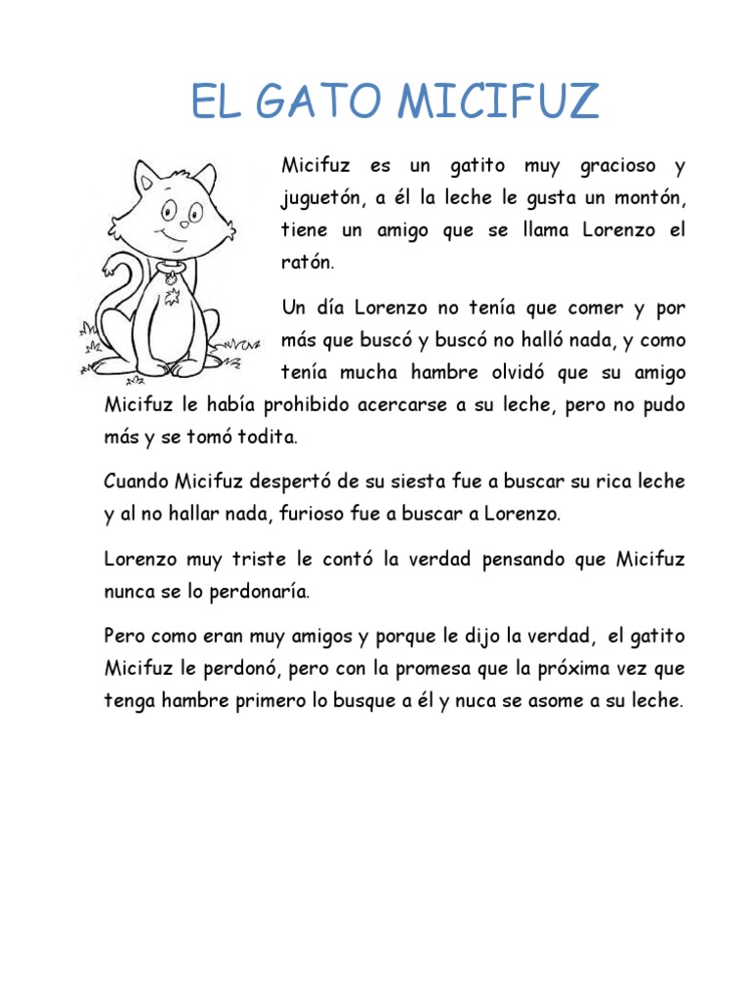 EL GATO MICIFUZ
Micifuz es un gatito muy gracioso y
juguetón, a él la leche le gusta un montón,
tiene un amigo que se llama Lorenzo el
ratón.
Un día Lorenzo no tenía que comer y por
más que buscó y buscó no halló nada, y como
tenía mucha hambre olvidó que su amigo
Micifuz le había prohibido acercarse a su leche, pero no pudo
más y se tomó todita.
Cuando Micifuz despertó de su siesta fue a buscar su rica leche
y al no hallar nada, furioso fue a buscar a Lorenzo.
Lorenzo muy triste le contó la verdad pensando que Micifuz
nunca se lo perdonaría.
Pero como eran muy amigos y porque le dijo la verdad,  el gatito
Micifuz le perdonó, pero con la promesa que la próxima vez que
tenga hambre primero lo busque a él y nuca se asome a su leche.